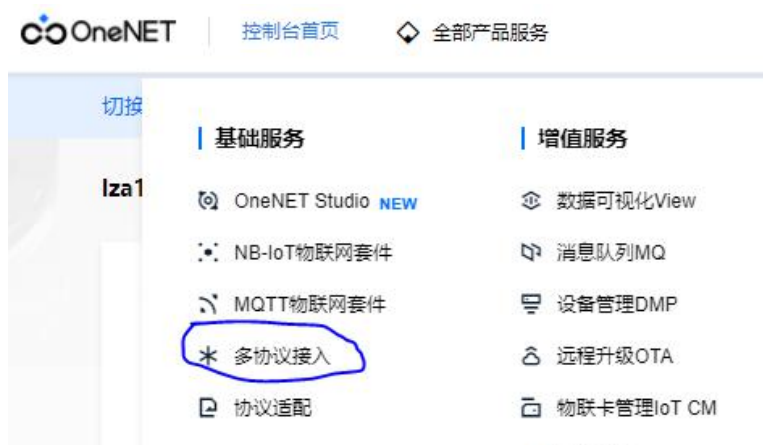 OneNET 控制台首页 全部产品服务
切换
lza1
基础服务
OneNET Studio NEW
NB-IoT物联网套件
MQTT物联网套件
多协议接入
协议适配
增值服务
数据可视化View
消息队列MQ
设备管理DMP
远程升级OTA
物联卡管理IoT CM